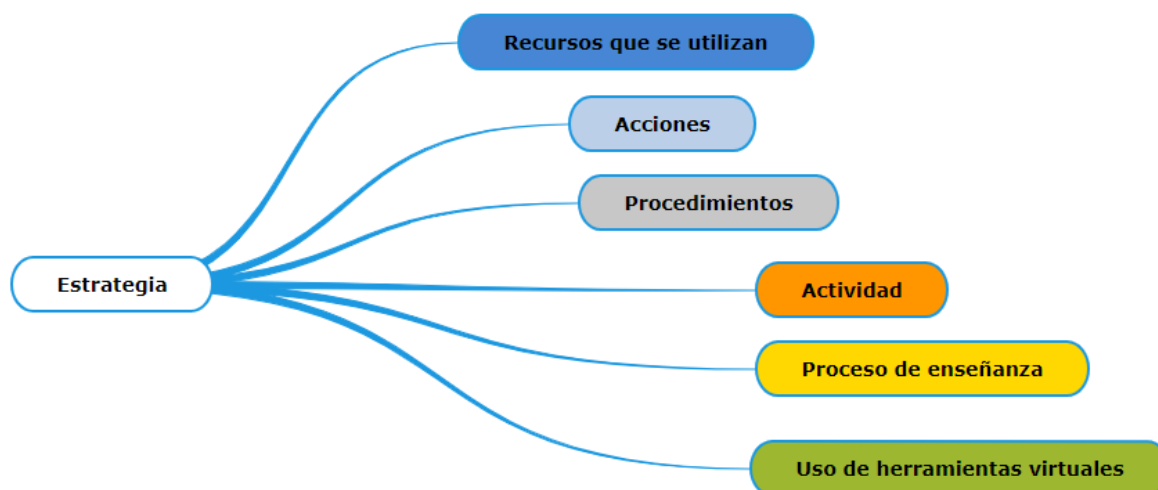 Recursos que se utilizan
Acciones
Procedimientos
Estrategia
Actividad
Proceso de enseñanza
Uso de herramientas virtuales